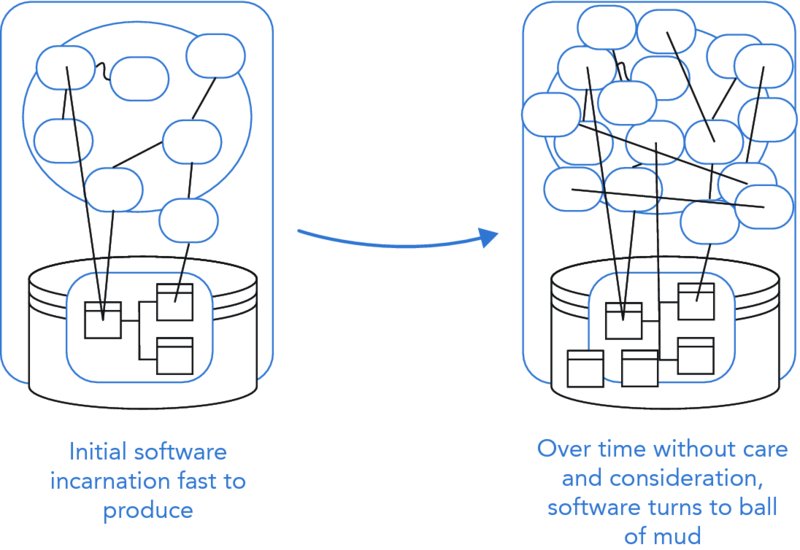 Initial software
incarnation fast to
produce
Over time without care
and consideration,
software turns to ball
of mud